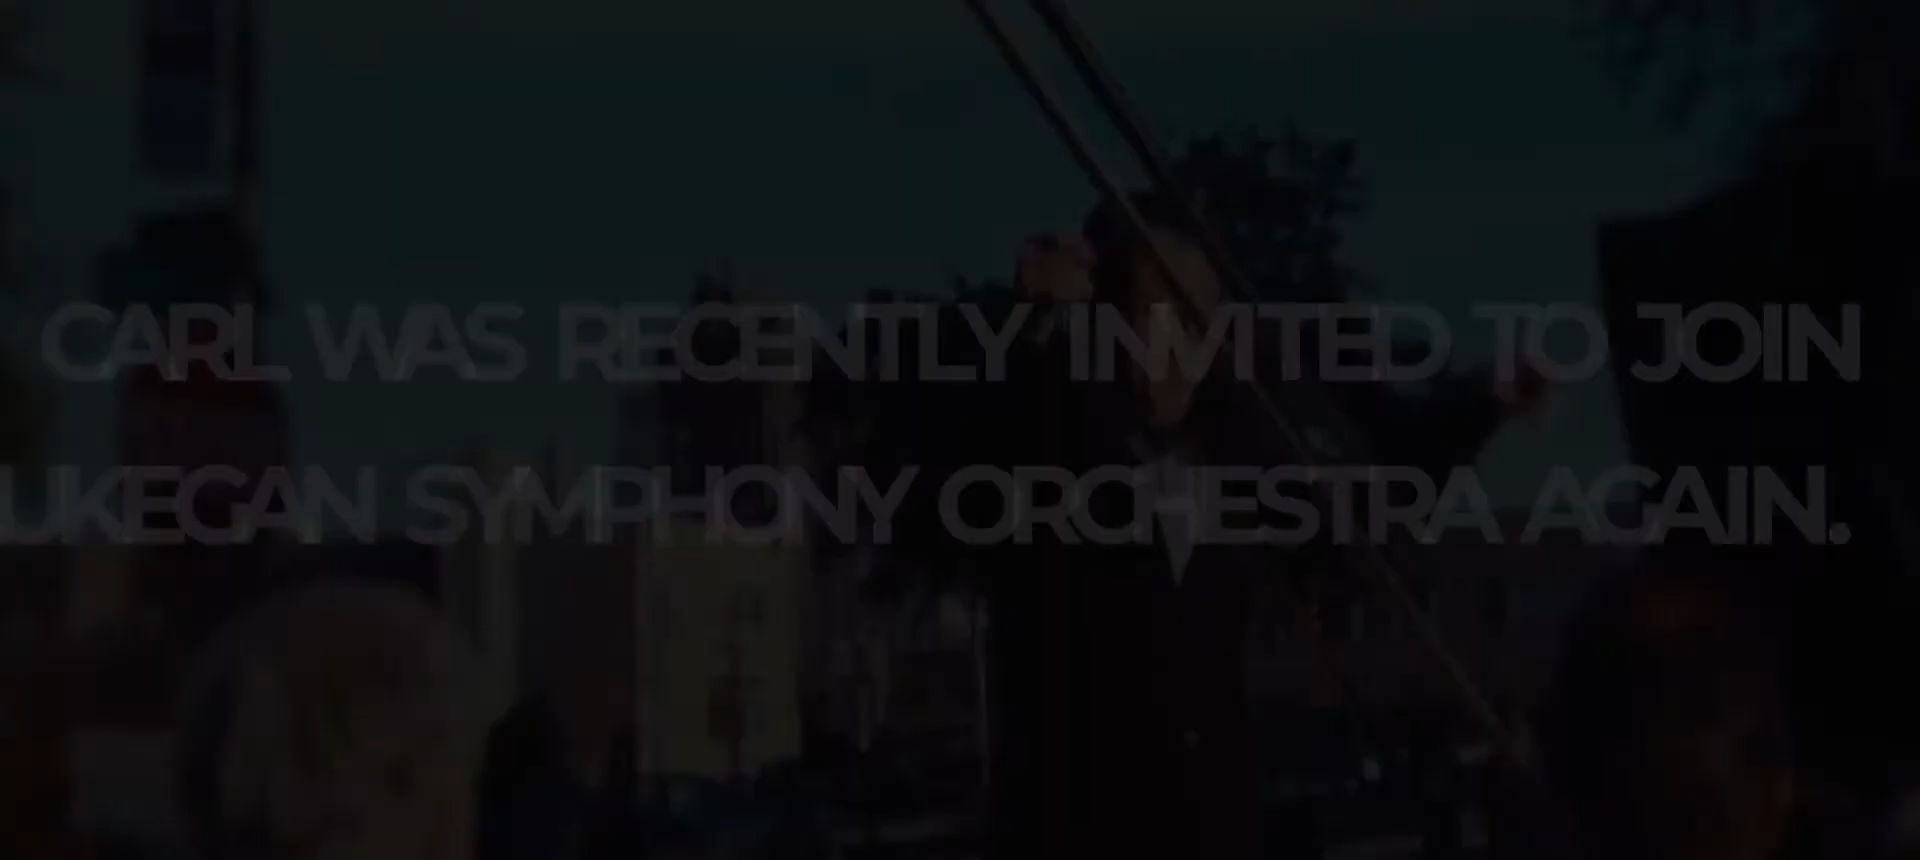 CARL WAS RECENTLY INVITED TO JOIN
UKEGAN SYMPHONY ORCHESTRA AGAIN.